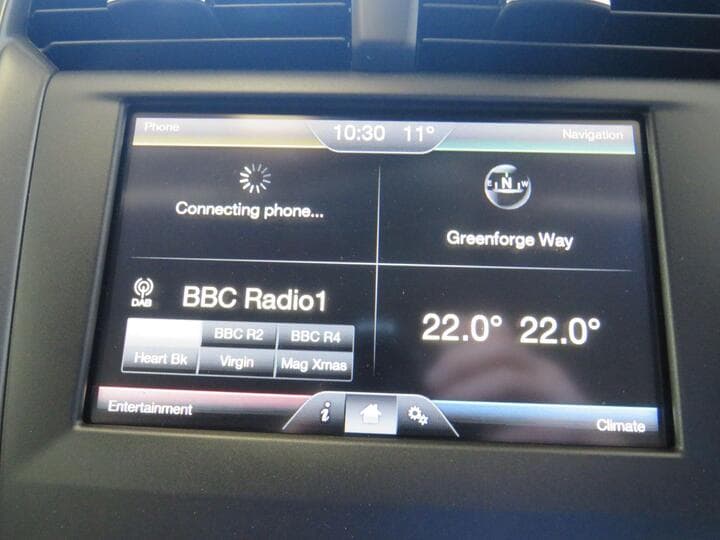 Phone 10:30 11° Navigation
Connecting phone...
E N W
Greenforge Way
DAB
BBC Radio1
22.0° 22.0°
BBC R2 BBC R4
Heart Bk Virgin Mag Xmas
Entertainment i Climate